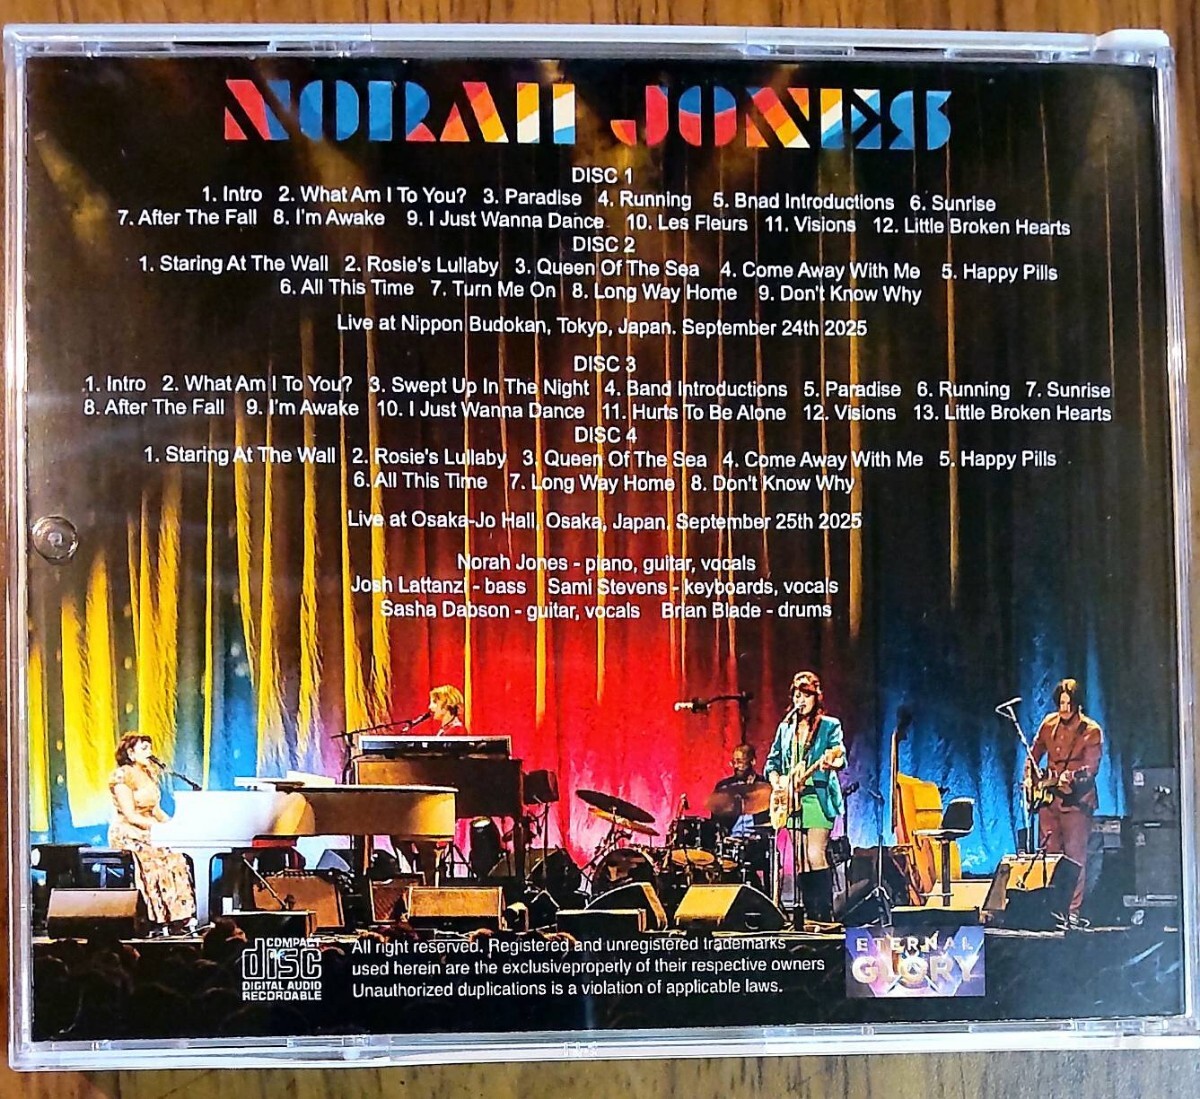 NORAH JONES
DISC 1
1. Intro 2. What Am I To You? 3. Paradise 4. Running 5. Bnad Introductions 6. Sunrise
7. After The Fall 8. I'm Awake 9. I Just Wanna Dance 10. Les Fleurs 11. Visions 12. Little Broken Hearts
DISC 2
1. Staring At The Wall 2. Rosie's Lullaby 3. Queen Of The Sea 4. Come Away With Me 5. Happy Pills
6. All This Time 7. Turn Me On 8. Long Way Home 9. Don't Know Why
Live at Nippon Budokan, Tokyo, Japan. September 24th 2025
DISC 3
1. Intro 2. What Am I To You? 3. Swept Up In The Night 4. Band Introductions 5. Paradise 6. Running 7. Sunrise
8. After The Fall 9. I'm Awake 10. I Just Wanna Dance 11. Hurts To Be Alone 12. Visions 13. Little Broken Hearts
DISC 4
1. Staring At The Wall 2. Rosie's Lullaby 3. Queen Of The Sea 4. Come Away With Me 5. Happy Pills
6. All This Time 7. Long Way Home 8. Don't Know Why
Live at Osaka-Jo Hall, Osaka, Japan. September 25th 2025
Norah Jones - piano, guitar, vocals
Josh Lattanzi - bass Sami Stevens - keyboards, vocals
Sasha Dabson - guitar, vocals Brian Blade - drums
COMPACT
disc
DIGITAL AUDIO
RECORDABLE
All right reserved. Registered and unregistered trademarks
used herein are the exclusiveproperly of their respective owners
Unauthorized duplications is a violation of applicable laws.
ETERNAL
GLORY